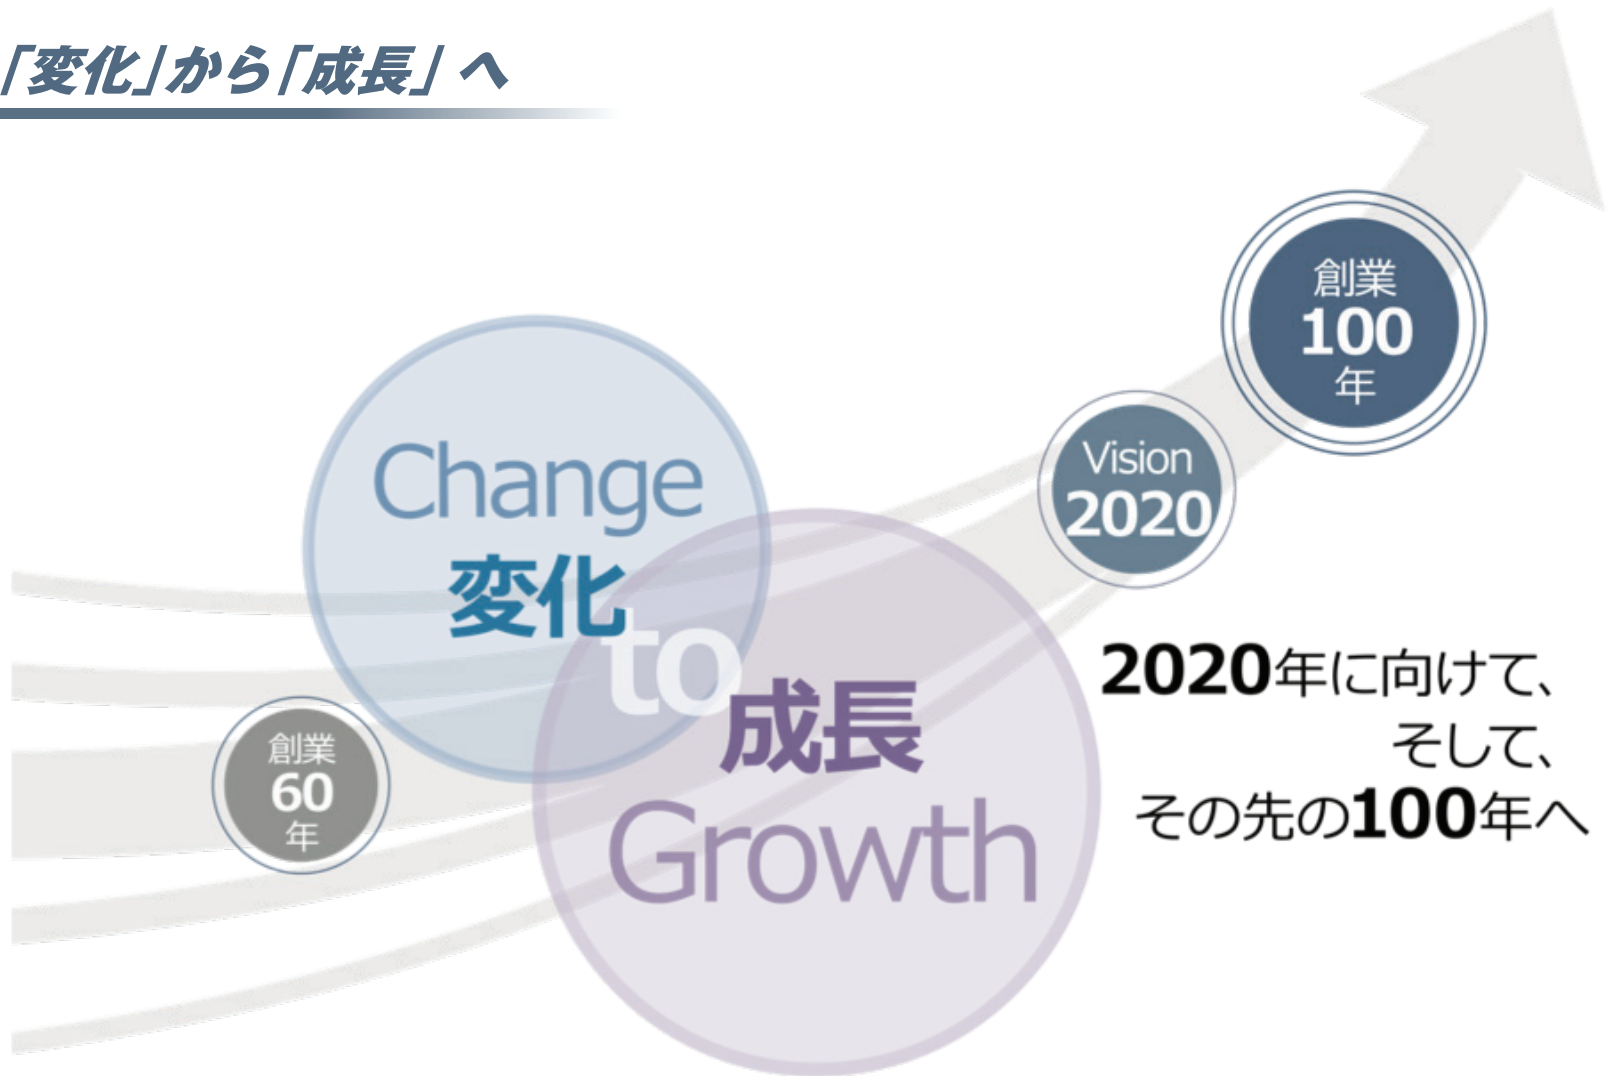 「変化」から「成長」へ
Change
変化
to
成長
Growth
創業
60
年
Vision
2020
創業
100
年
2020年に向けて、
そして、
その先の100年へ